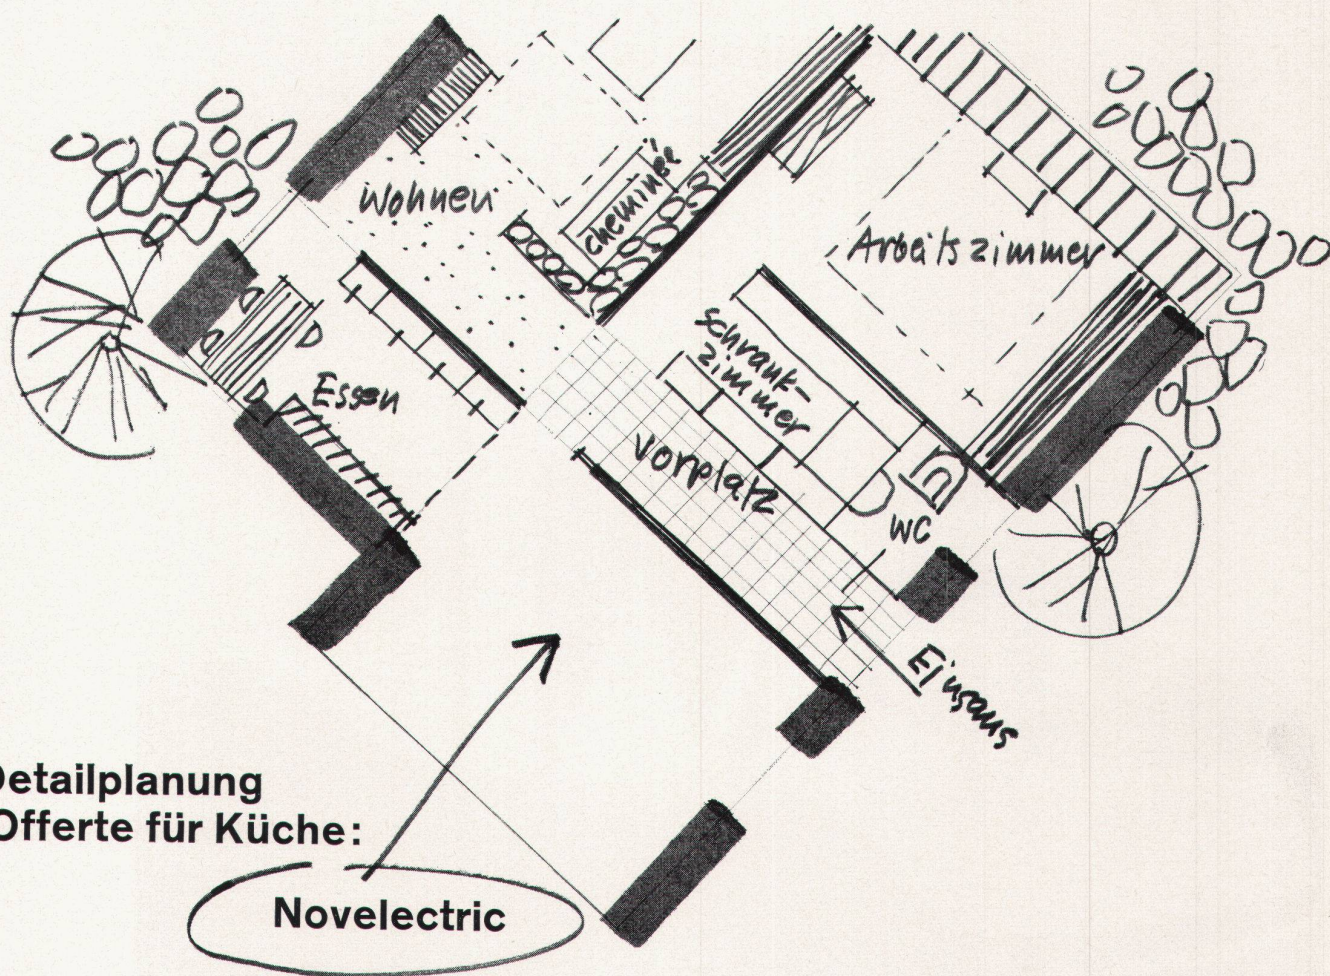 Wohnen
cheminée
Arbeitszimmer
Schrank-
zimmer
Essen
Vorplatz
WC
Eingang
Detailplanung
Offerte für Küche:
Novelectric